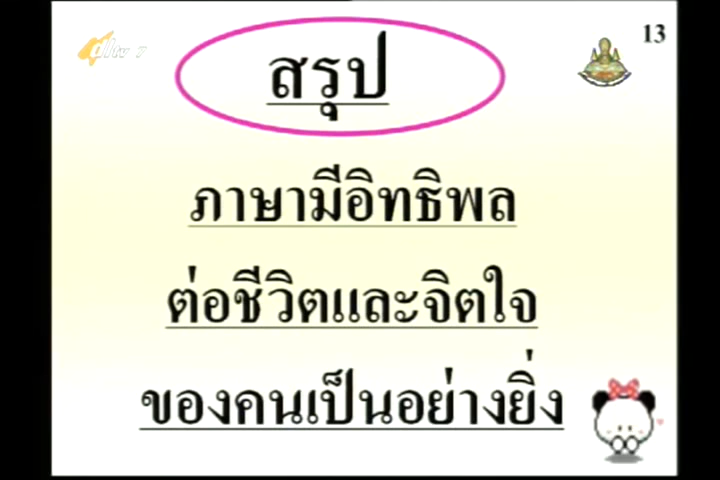 dltv 7
13
สรุป
ภาษามีอิทธิพล
ต่อชีวิตและจิตใจ
ของคนเป็นอย่างยิ่ง